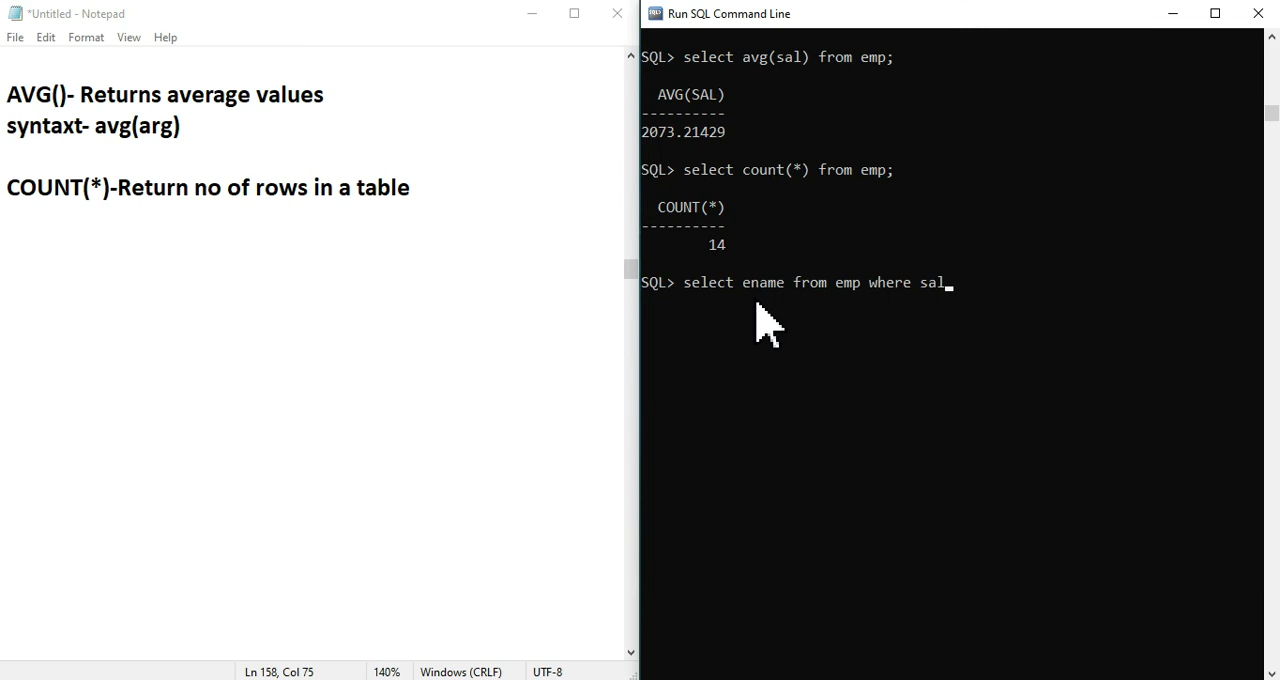 *Untitled - Notepad
File Edit Format View Help
AVG()- Returns average values
syntaxt- avg(arg)
COUNT(*)-Return no of rows in a table
Ln 158, Col 75 140% Windows (CRLF) UTF-8
Run SQL Command Line
SQL> select avg(sal) from emp;
AVG(SAL)
----------
2073.21429
SQL> select count(*) from emp;
COUNT(*)
----------
14
SQL> select ename from emp where sal_